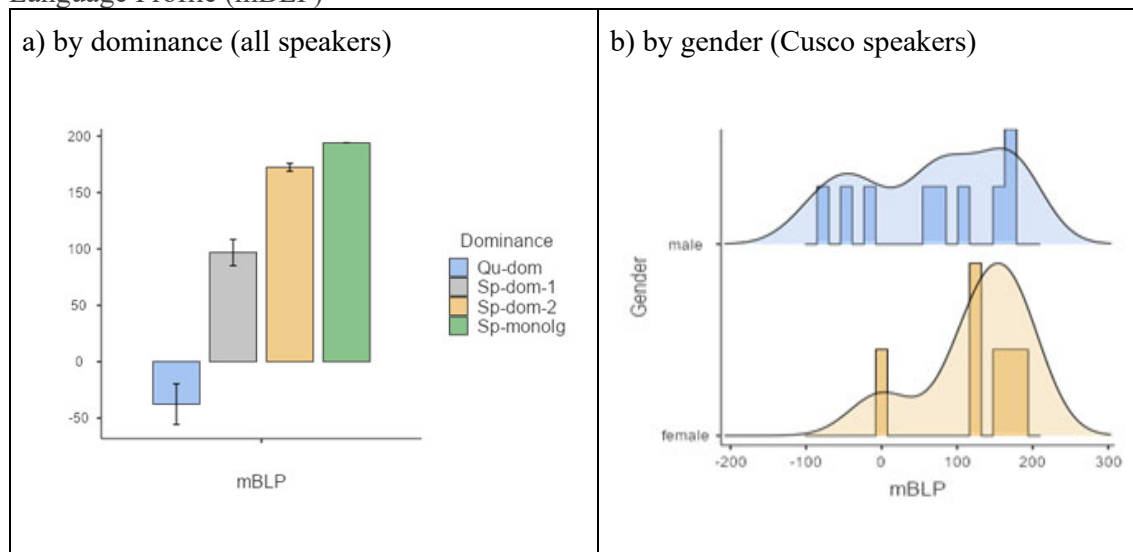 Language Profile (mBLP)
a) by dominance (all speakers)
200
150
100
50
0
-50
mBLP
Dominance
Qu-dom
Sp-dom-1
Sp-dom-2
Sp-monolg
b) by gender (Cusco speakers)
Gender
male
female
-200 -100 0 100 200 300
mBLP